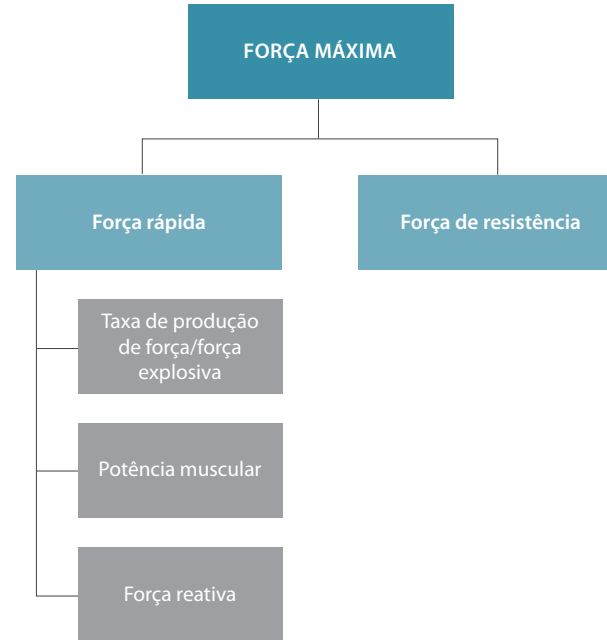 FORÇA MÁXIMA
Força rápida
Força de resistência
Taxa de produção
de força/força
explosiva
Potência muscular
Força reativa